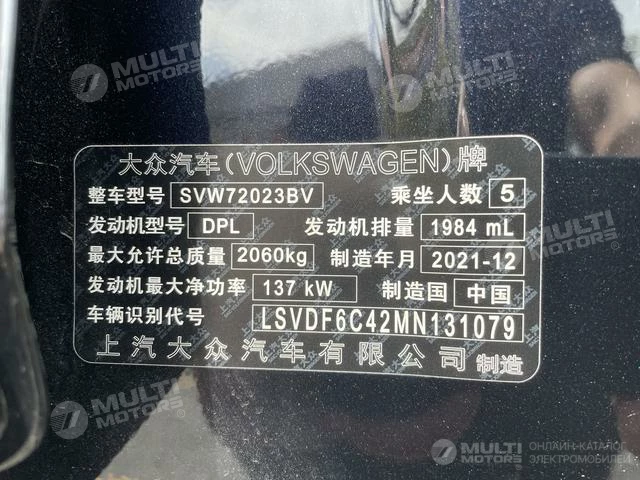 MULTI MOTORS®
MULTI MOTORS®
大众汽车(VOLKSWAGEN)牌
整车型号 SVW72023BV 乘坐人数 5
发动机型号 DPL 发动机排量 1984 mL
最大允许总质量 2060kg 制造年月 2021-12
发动机最大净功率 137 kW 制造国 中国
车辆识别代号 LSVDF6C42MN131079
上汽大众汽车有限公司 制造
MULTI MOTORS®
MULTI MOTORS® ОНЛАЙН-КАТАЛОГ ЭЛЕКТРОМОБИЛЕЙ